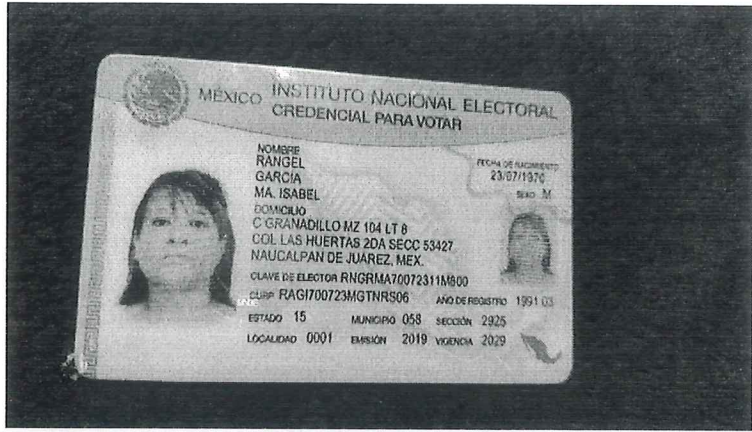 MÉXICO INSTITUTO NACIONAL ELECTORAL
CREDENCIAL PARA VOTAR
NOMBRE
RANGEL
GARCIA
MA. ISABEL
FECHA DE NACIMIENTO
23/07/1970
SEXO M
DOMICILIO
C GRANADILLO MZ 104 LT 8
COL LAS HUERTAS 2DA SECC 53427
NAUCALPAN DE JUAREZ, MEX.
CLAVE DE ELECTOR RNGRMA70072311M800
CURP RAGI700723MGTNRS06 AÑO DE REGISTRO 1991 03
ESTADO 15 MUNICIPIO 058 SECCIÓN 2925
LOCALIDAD 0001 EMISIÓN 2019 VIGENCIA 2029